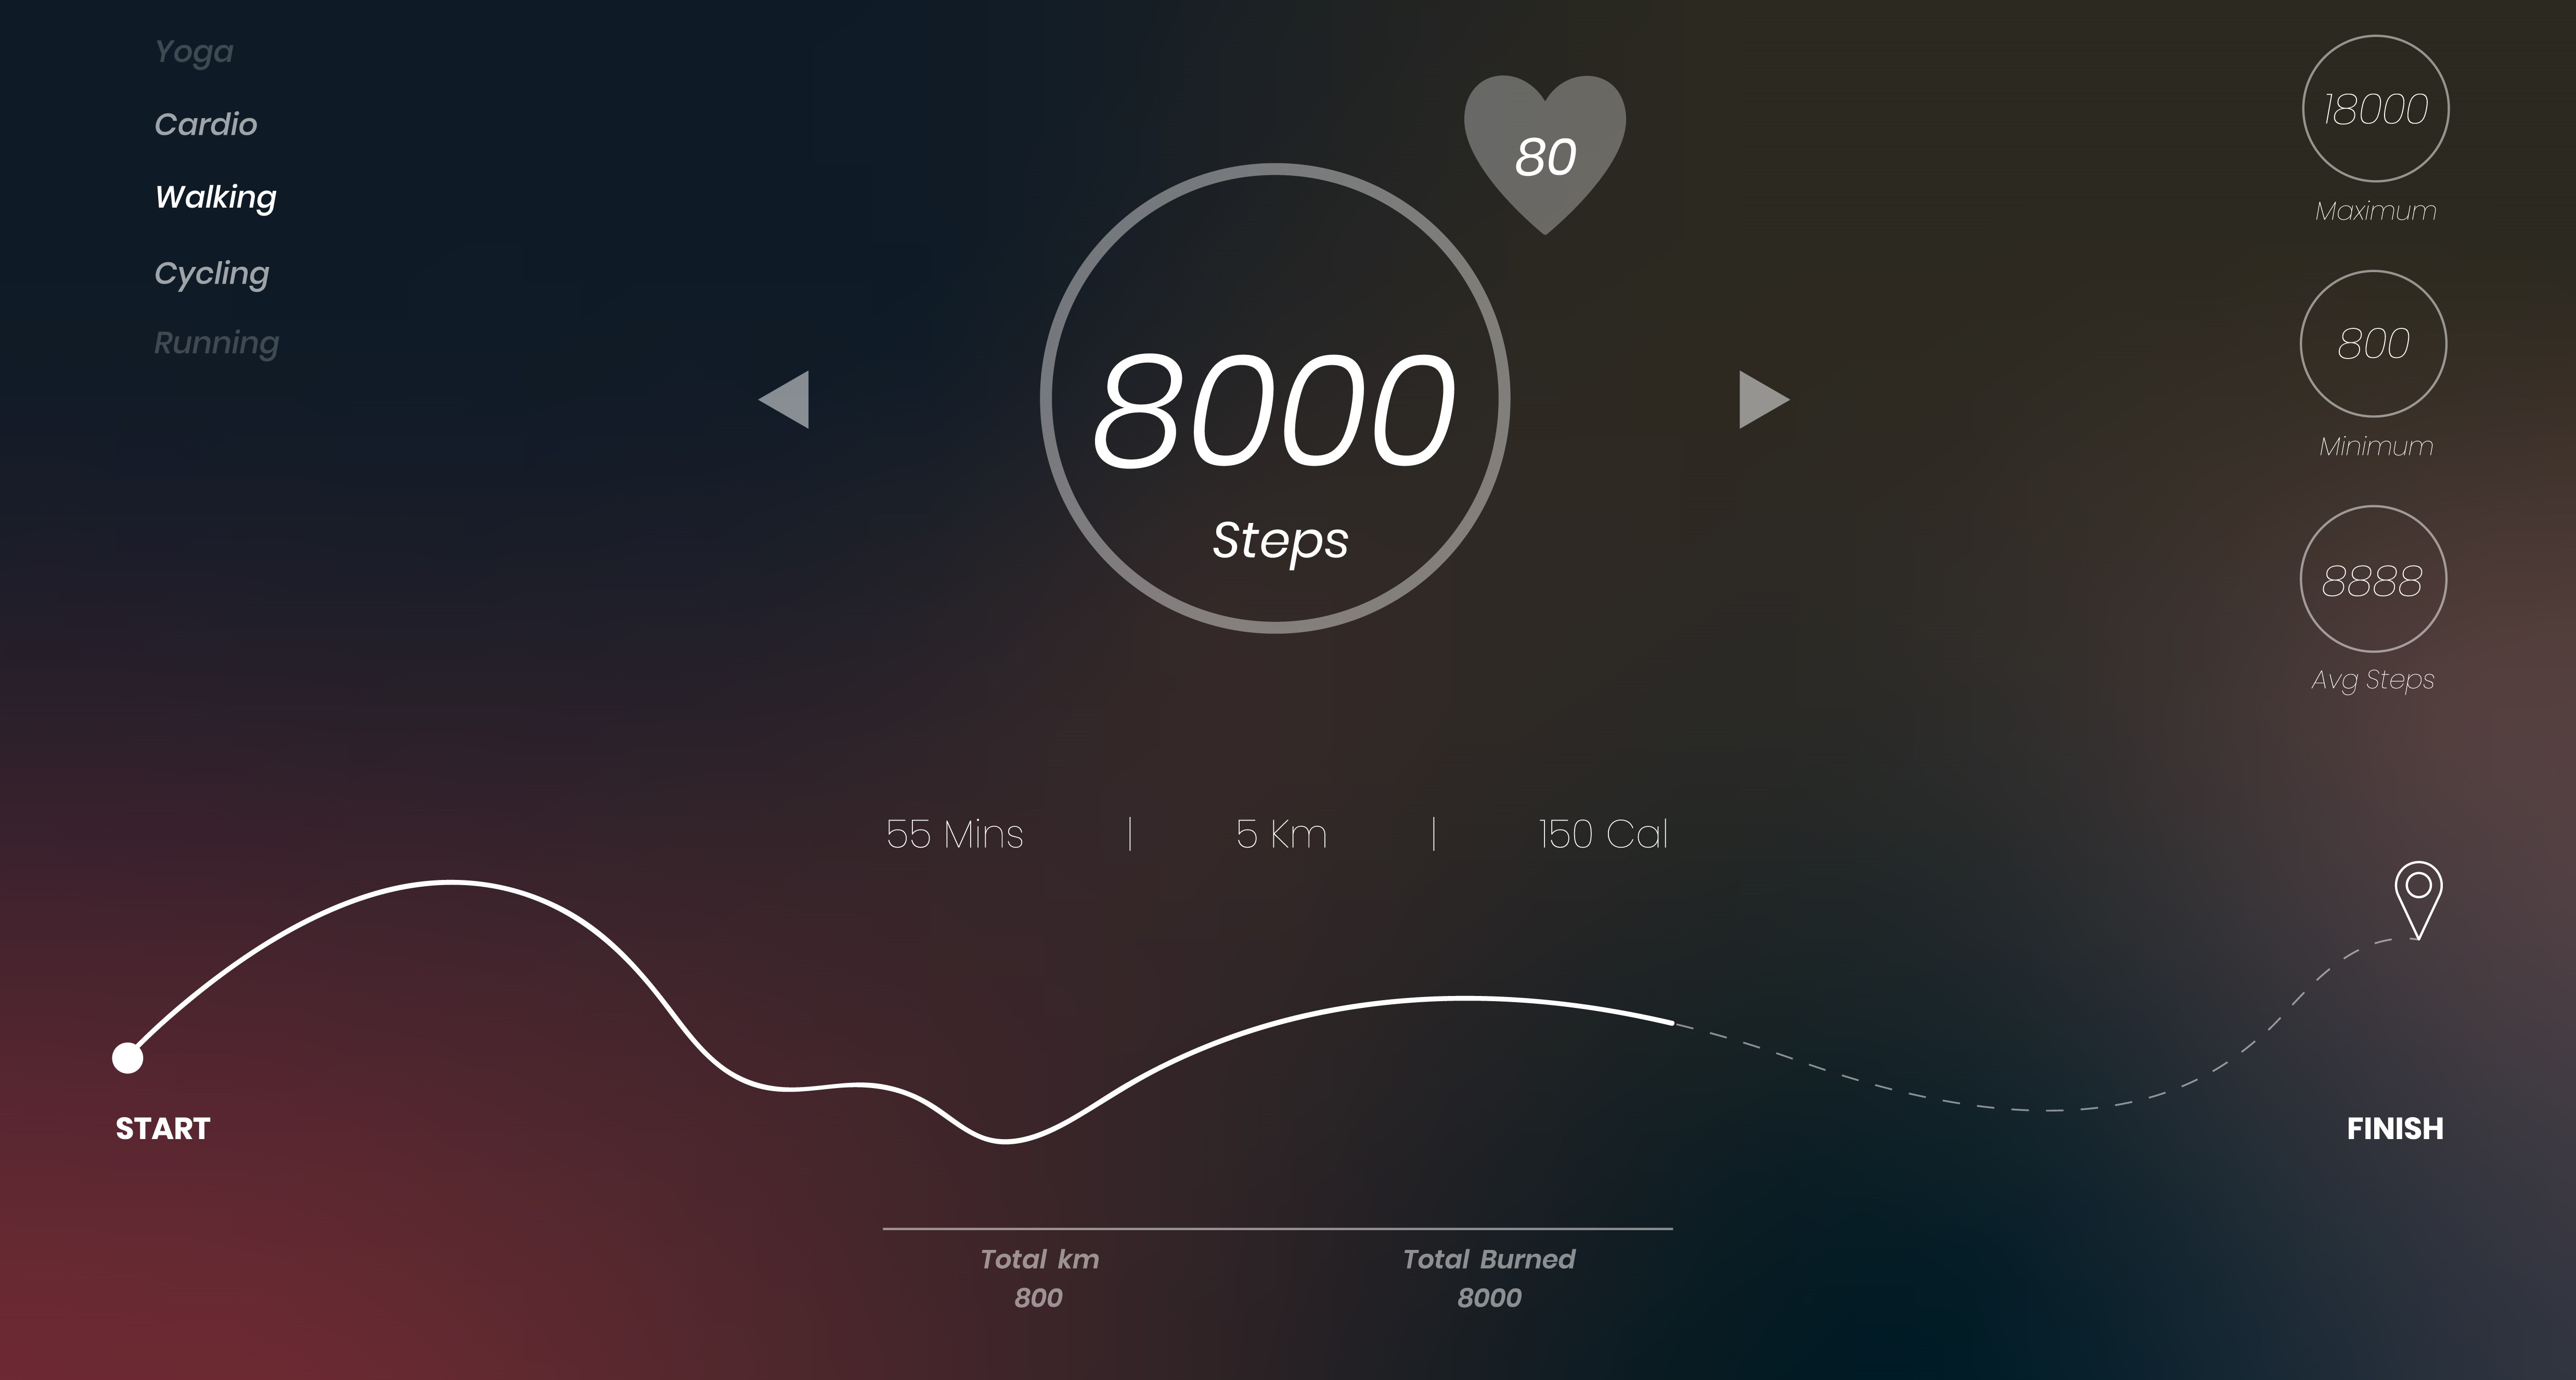 Yoga
Cardio
Walking
Cycling
Running
80
8000
Steps
18000
Maximum
800
Minimum
8888
Avg Steps
55 Mins | 5 Km | 150 Cal
START
FINISH
Total km
800
Total Burned
8000